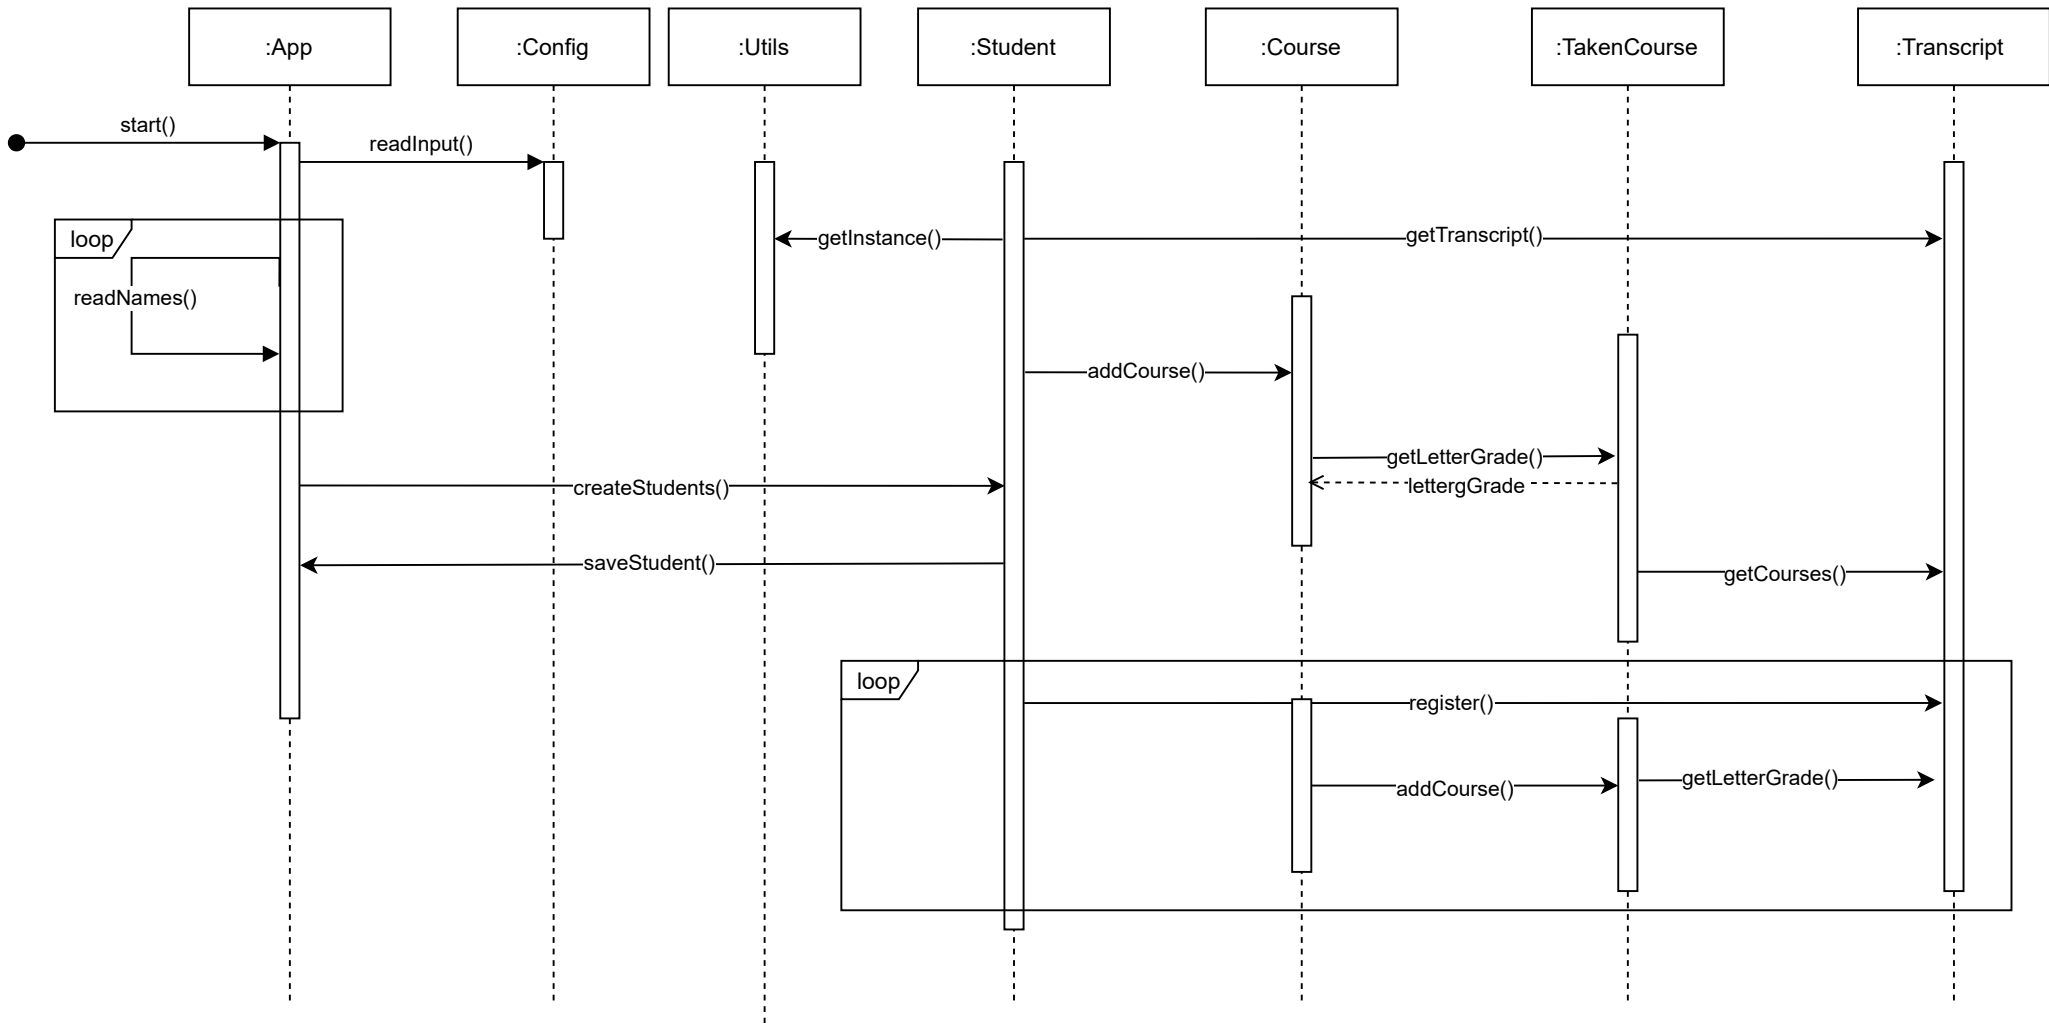 :App
:Config
:Utils
:Student
:Course
:TakenCourse
:Transcript
start()
readInput()
loop
getInstance()
getTranscript()
readNames()
addCourse()
getLetterGrade()
lettergGrade
createStudents()
saveStudent()
getCourses()
loop
register()
addCourse()
getLetterGrade()